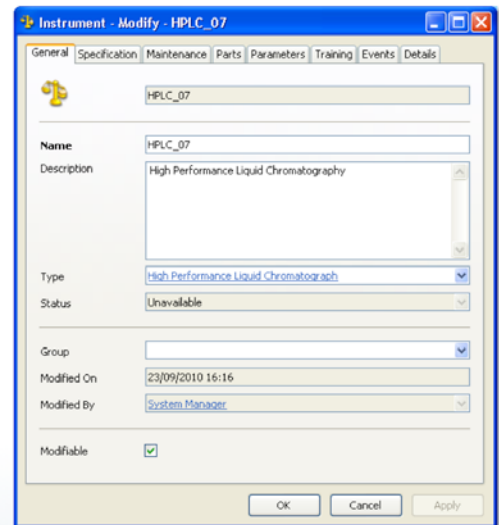 Instrument - Modify - HPLC_07
General Specification Maintenance Parts Parameters Training Events Details
HPLC_07
Name HPLC_07
Description High Performance Liquid Chromatography
Type High Performance Liquid Chromatograph
Status Unavailable
Group
Modified On 23/09/2010 16:16
Modified By System Manager
Modifiable
OK Cancel Apply